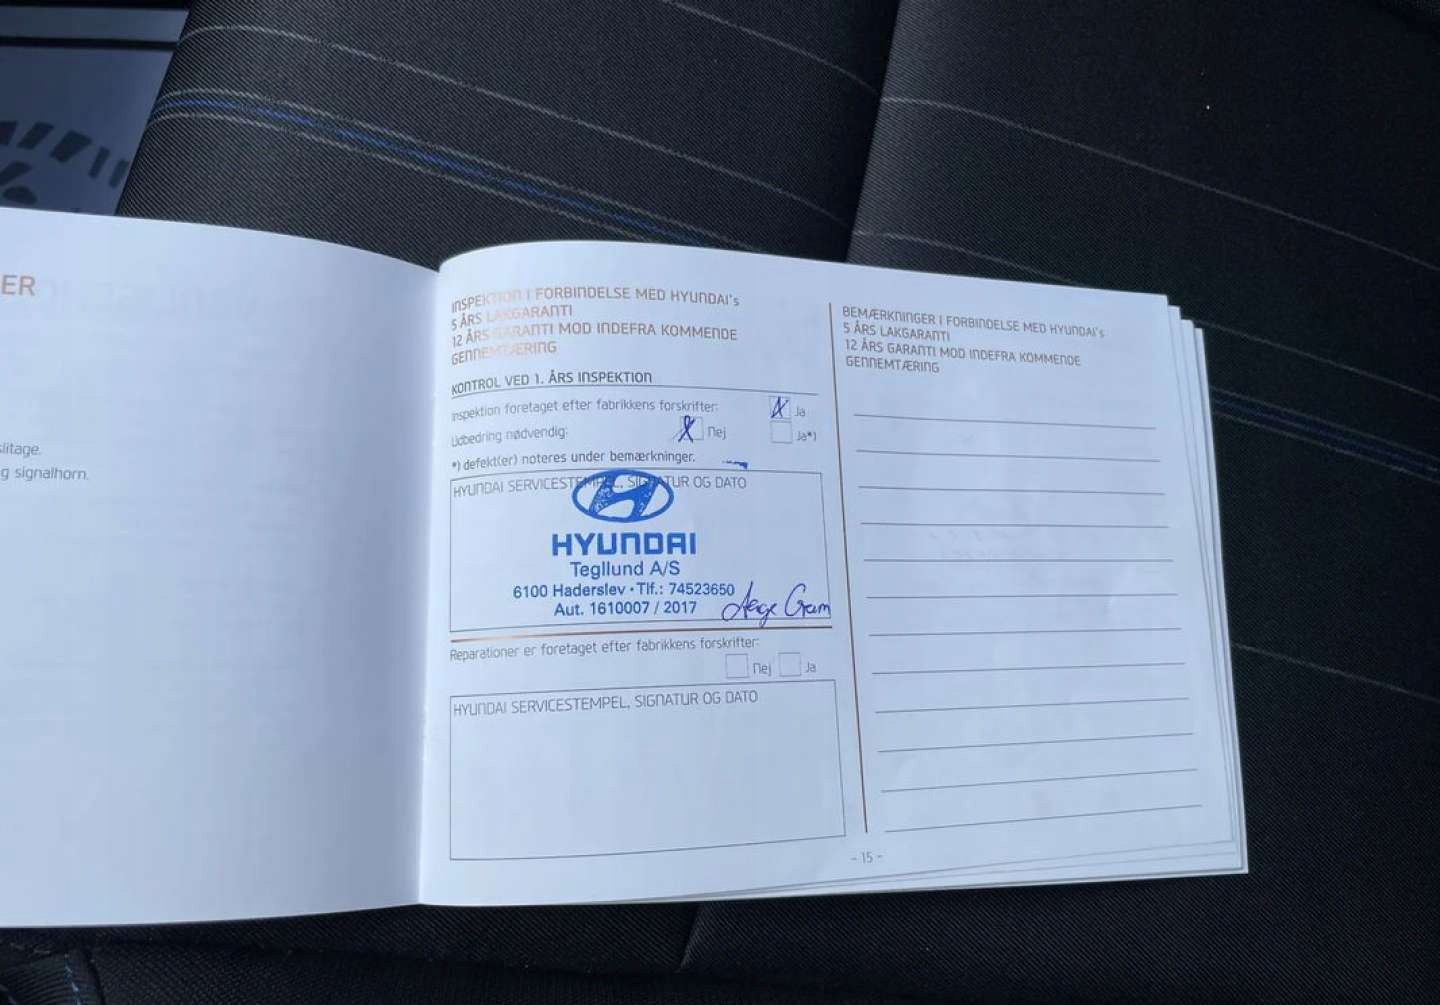 ER
litage.
g signalhorn.
INSPEKTION I FORBINDELSE MED HYUNDAI's
5 ÅRS LAKGARANTI
12 ÅRS GARANTI MOD INDEFRA KOMMENDE
GENNEMTÆRING
KONTROL VED 1. ÅRS INSPEKTION
Inspektion foretaget efter fabrikkens forskrifter: X Ja
Udbedring nødvendig: X Nej Ja*)
*) defekt(er) noteres under bemærkninger.
HYUNDAI SERVICESTEMPEL, SIGNATUR OG DATO
HYUNDAI
Tegllund A/S
6100 Haderslev · Tlf.: 74523650
Aut. 1610007 / 2017
Reparationer er foretaget efter fabrikkens forskrifter:
Nej Ja
HYUNDAI SERVICESTEMPEL, SIGNATUR OG DATO
BEMÆRKNINGER I FORBINDELSE MED HYUNDAI's
5 ÅRS LAKGARANTI
12 ÅRS GARANTI MOD INDEFRA KOMMENDE
GENNEMTÆRING
- 15 -